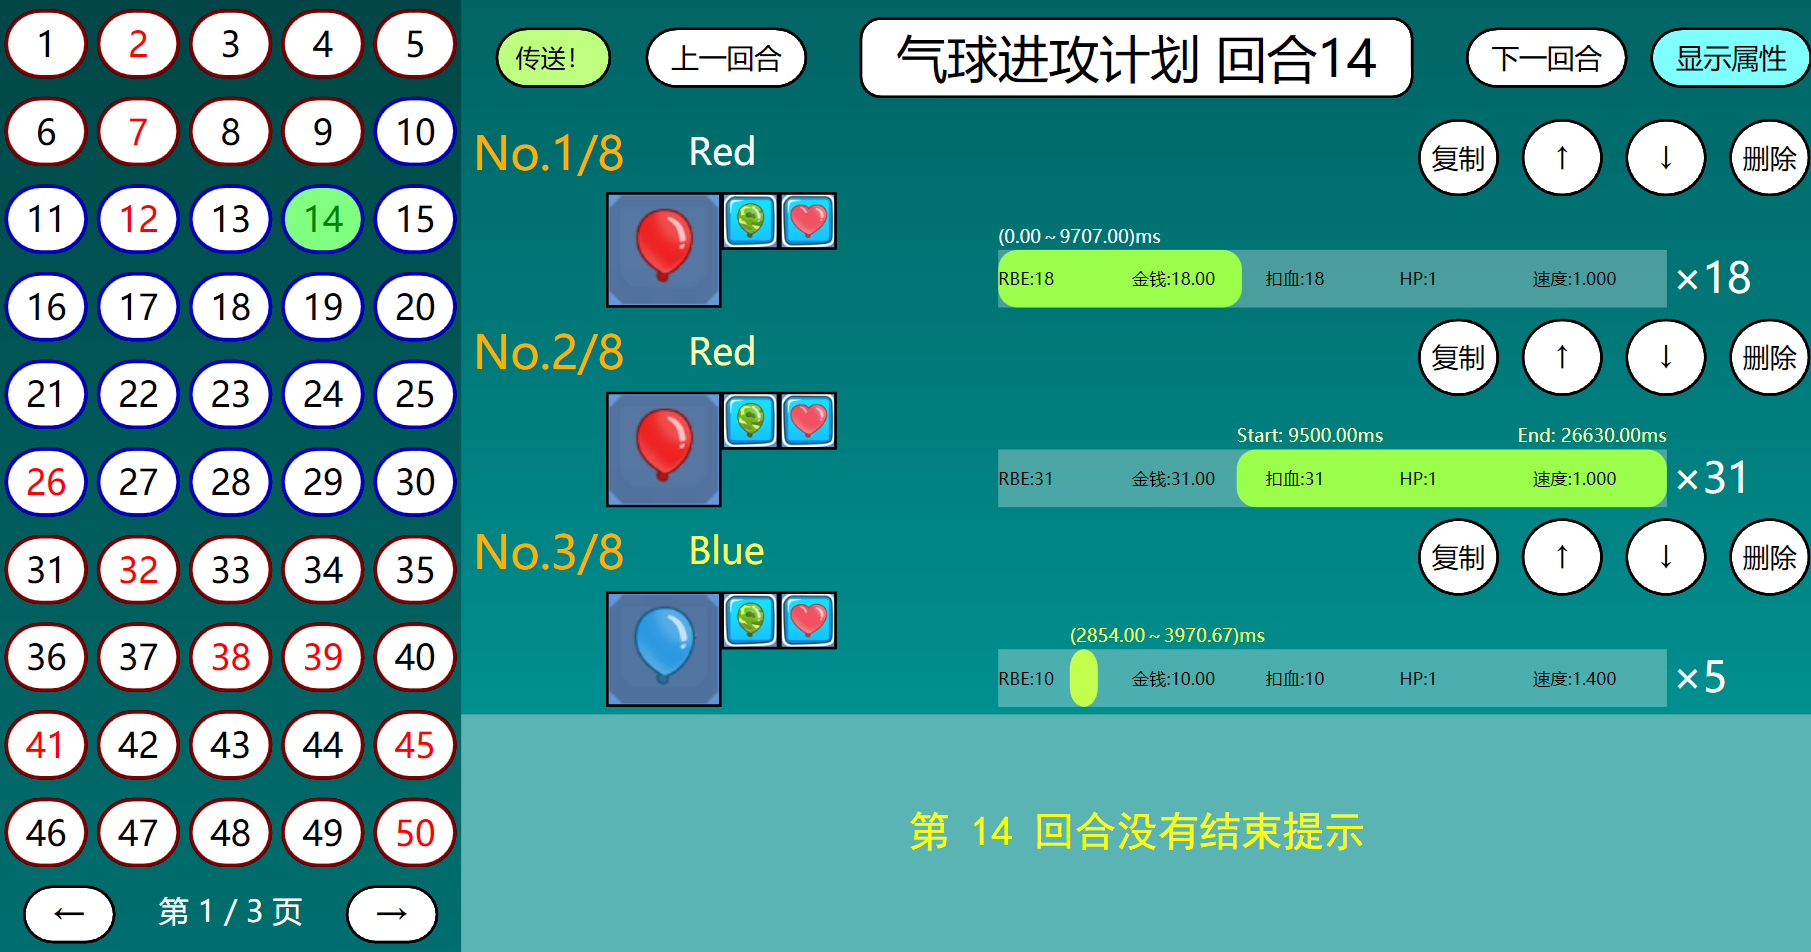 1 2 3 4 5
6 7 8 9 10
11 12 13 14 15
16 17 18 19 20
21 22 23 24 25
26 27 28 29 30
31 32 33 34 35
36 37 38 39 40
41 42 43 44 45
46 47 48 49 50
← 第 1 / 3 页 →
传送! 上一回合 气球进攻计划 回合14 下一回合 显示属性
No.1/8 Red 复制 ↑ ↓ 删除
(0.00 ~ 9707.00)ms
RBE:18 金钱:18.00 扣血:18 HP:1 速度:1.000 ×18
No.2/8 Red 复制 ↑ ↓ 删除
Start: 9500.00ms End: 26630.00ms
RBE:31 金钱:31.00 扣血:31 HP:1 速度:1.000 ×31
No.3/8 Blue 复制 ↑ ↓ 删除
(2854.00 ~ 3970.67)ms
RBE:10 金钱:10.00 扣血:10 HP:1 速度:1.400 ×5
第 14 回合没有结束提示